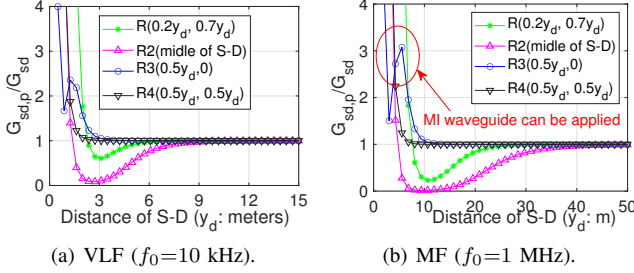 G_sd,p/G_sd
4
3
2
1
0
R(0.2y_d, 0.7y_d)
R2(midle of S-D)
R3(0.5y_d,0)
R4(0.5y_d, 0.5y_d)
0 3 6 9 12 15
Distance of S-D (y_d: meters)
(a) VLF (f_0=10 kHz).
G_sd,p/G_sd
4
3
2
1
0
R(0.2y_d, 0.7y_d)
R2(midle of S-D)
R3(0.5y_d,0)
R4(0.5y_d, 0.5y_d)
MI waveguide can be applied
0 10 20 30 40 50
Distance of S-D (y_d: m)
(b) MF (f_0=1 MHz).